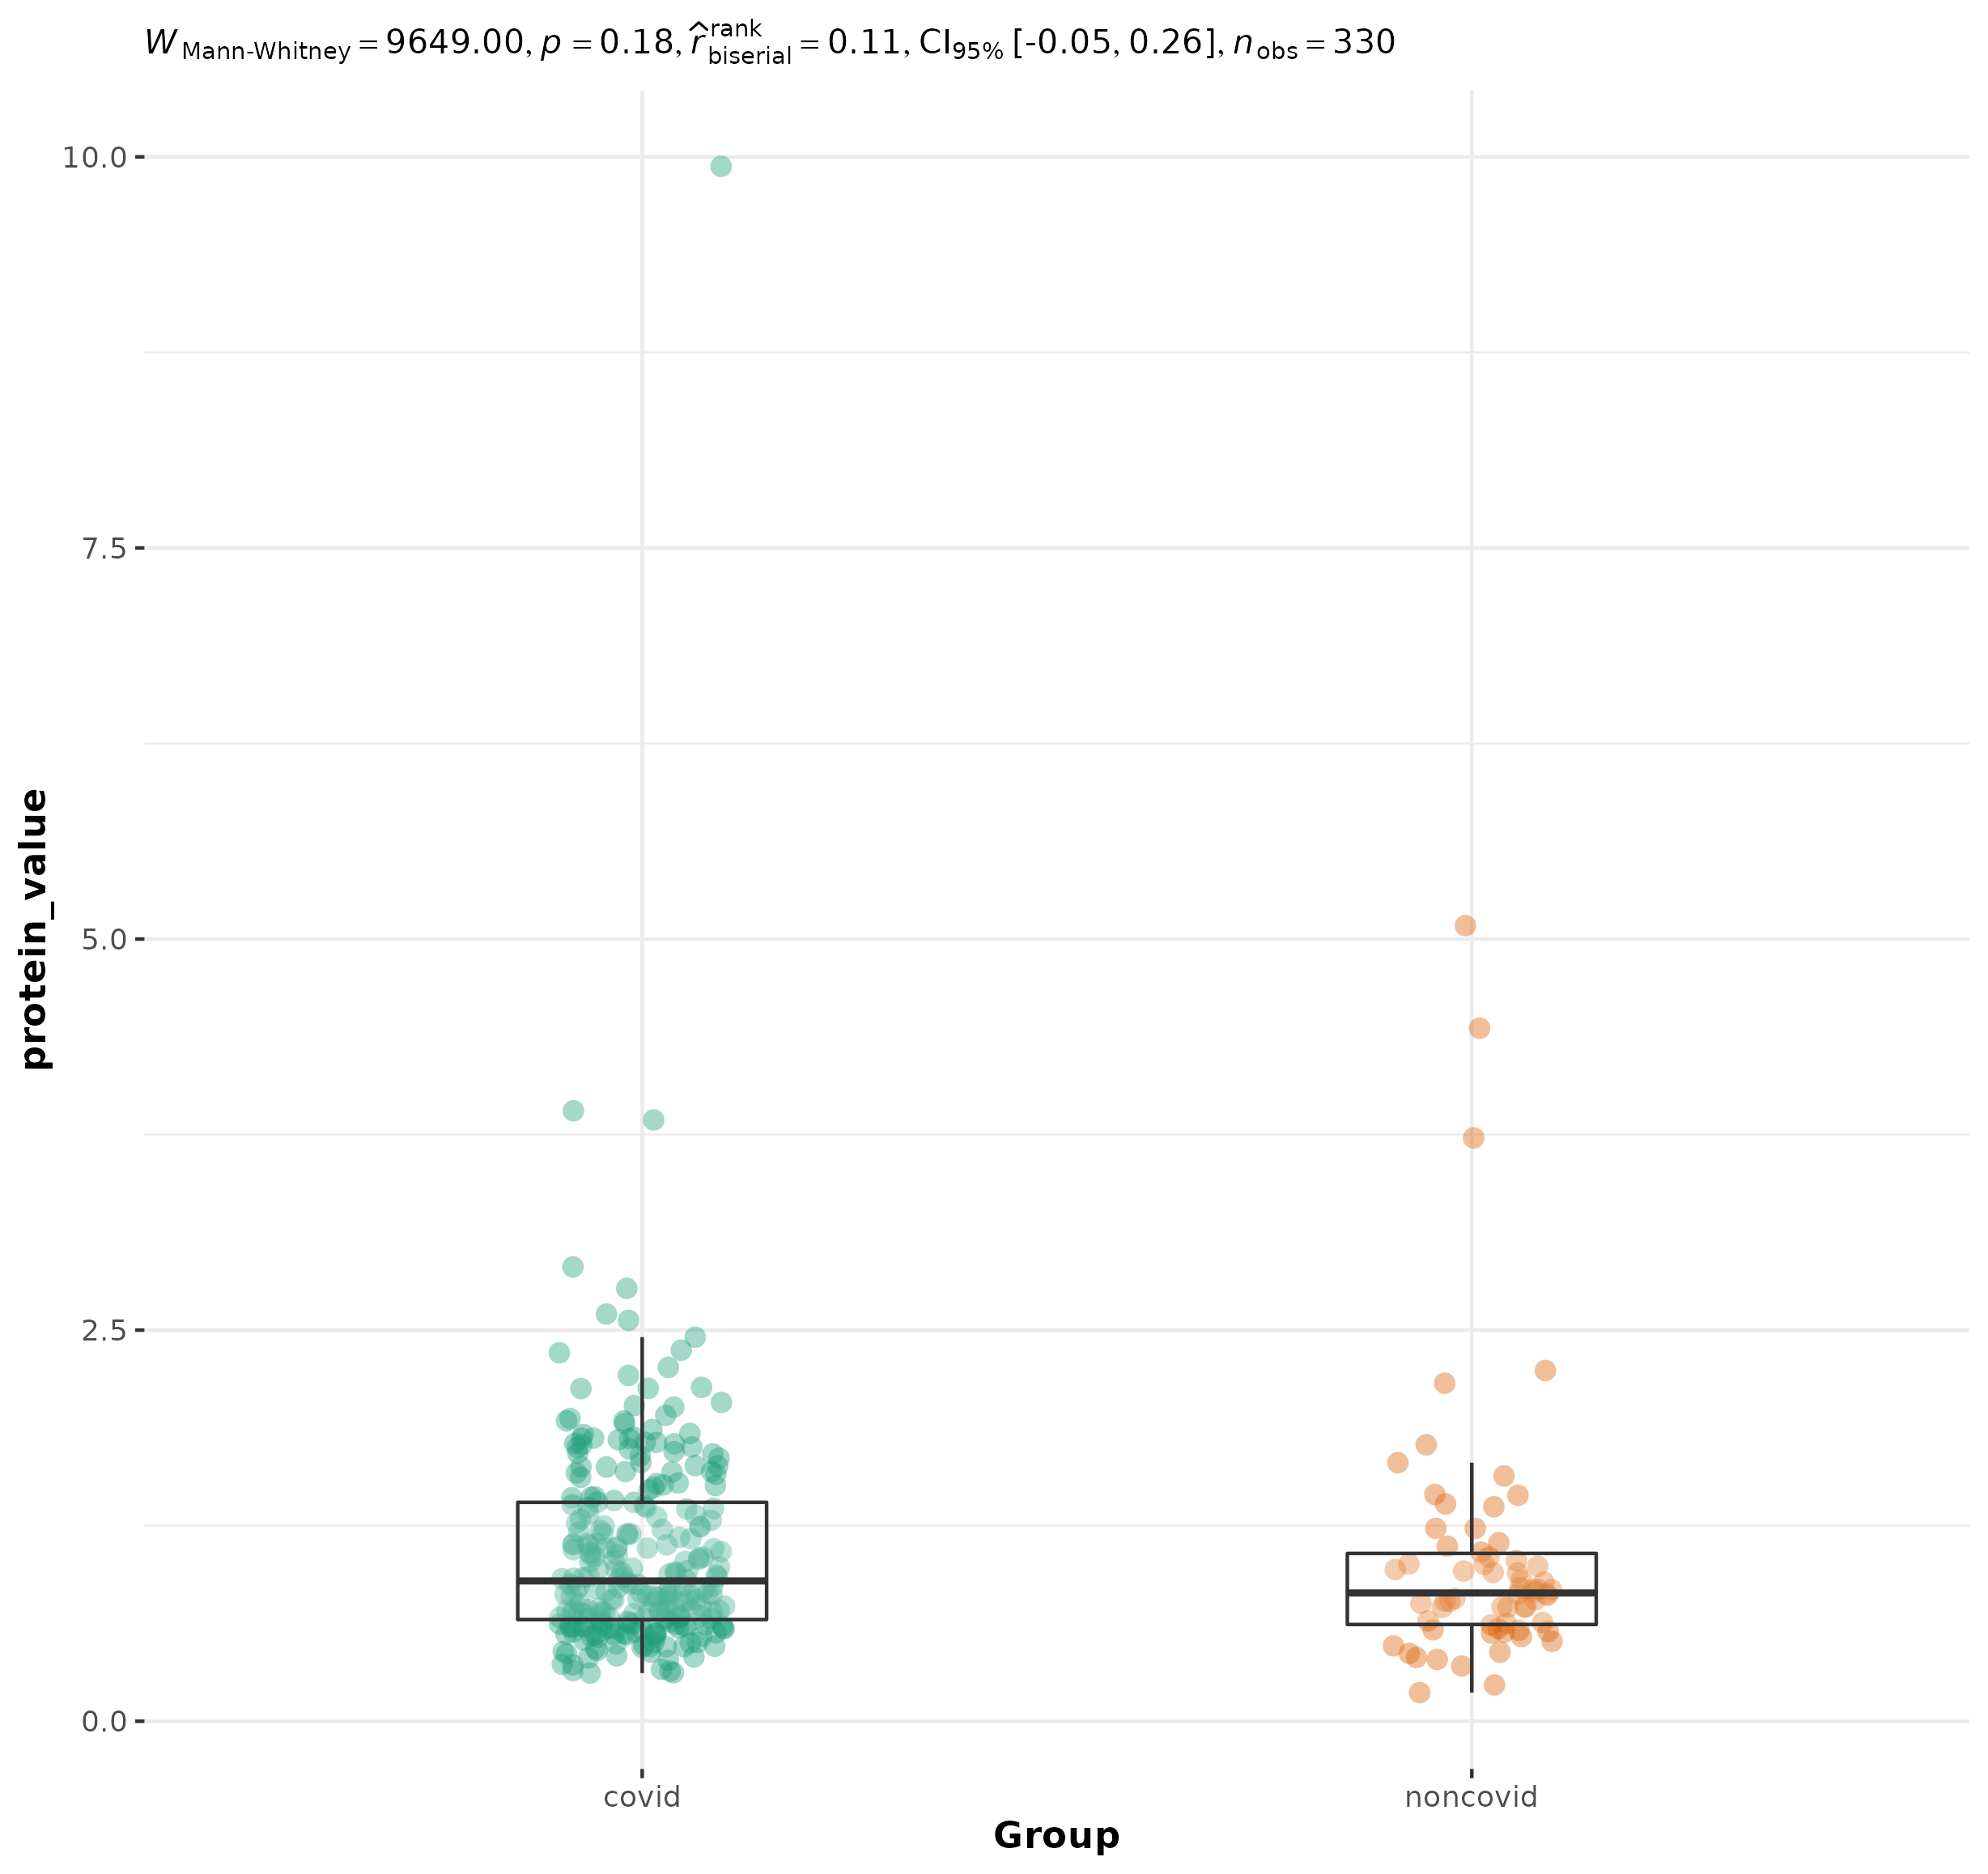 W Mann-Whitney = 9649.00, p = 0.18, r̂ rank biserial = 0.11, CI95% [-0.05, 0.26], nobs = 330
10.0
7.5
5.0
2.5
0.0
protein_value
covid noncovid
Group